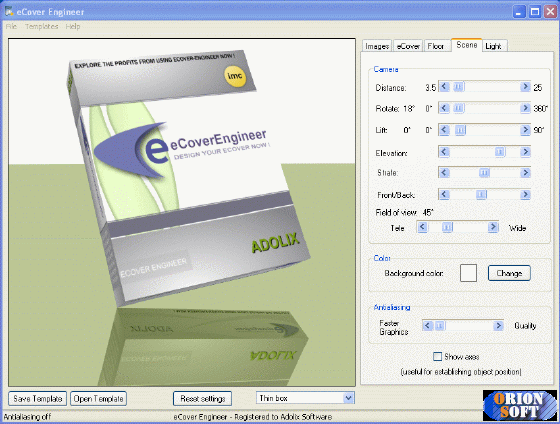 eCover Engineer
File Templates Help
EXPLORE THE PROFITS FROM USING ECOVER-ENGINEER NOW !
imc
eCoverEngineer
DESIGN YOUR ECOVER NOW !
ADOLIX
ECOVER ENGINEER
ADOLIX
ECOVER ENGINEER
Images eCover Floor Scene Light
Camera
Distance: 3.5 25
Rotate: 18° 0° 360°
Lift: 0° 0° 90°
Elevation:
Strafe:
Front/Back:
Field of view: 45°
Tele Wide
Color
Background color: Change
Antialiasing
Faster Graphics Quality
Show axes
(useful for establishing object position)
Save Template Open Template Reset settings Thin box
Antialiasing off eCover Engineer - Registered to Adolix Software
ORION
SOFT